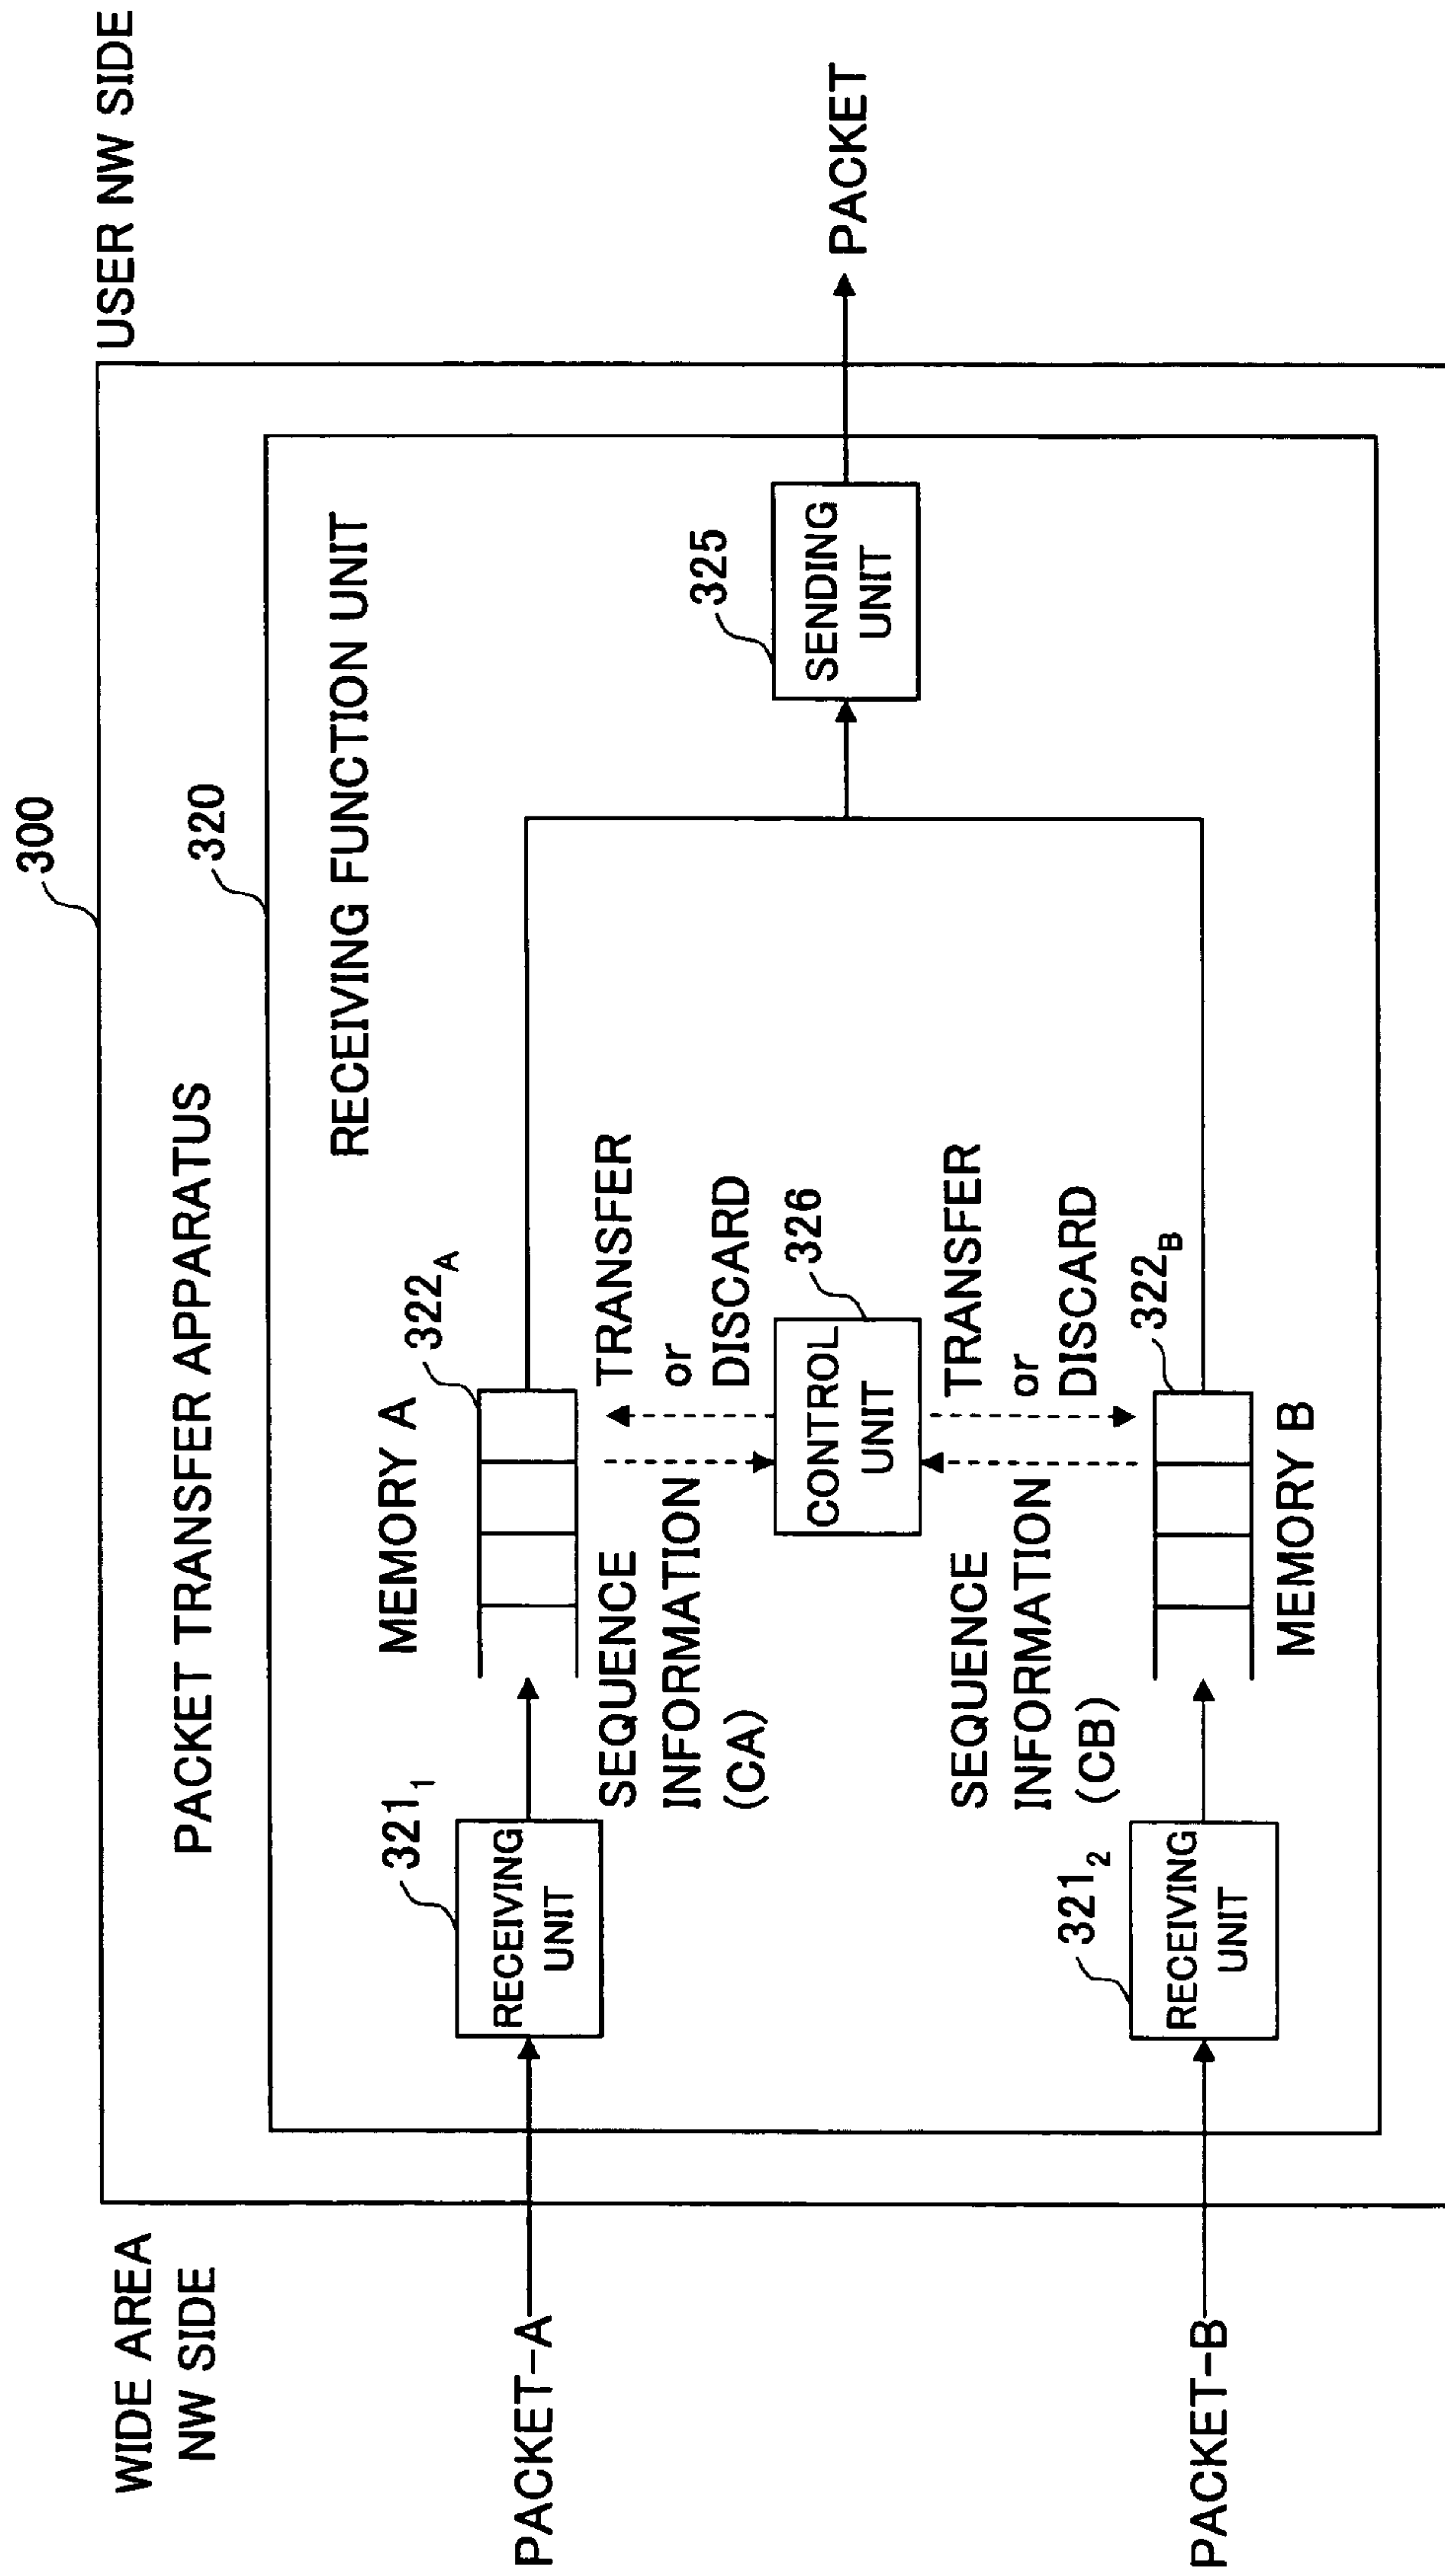 300
USER NW SIDE
WIDE AREA
NW SIDE
PACKET TRANSFER APPARATUS
320
RECEIVING FUNCTION UNIT
MEMORY A
322A
321₁
RECEIVING
UNIT
PACKET-A
SEQUENCE
INFORMATION
(CA)
TRANSFER
or
DISCARD
326
CONTROL
UNIT
325
SENDING
UNIT
PACKET
SEQUENCE
INFORMATION
(CB)
TRANSFER
or
DISCARD
321₂
RECEIVING
UNIT
322B
MEMORY B
PACKET-B